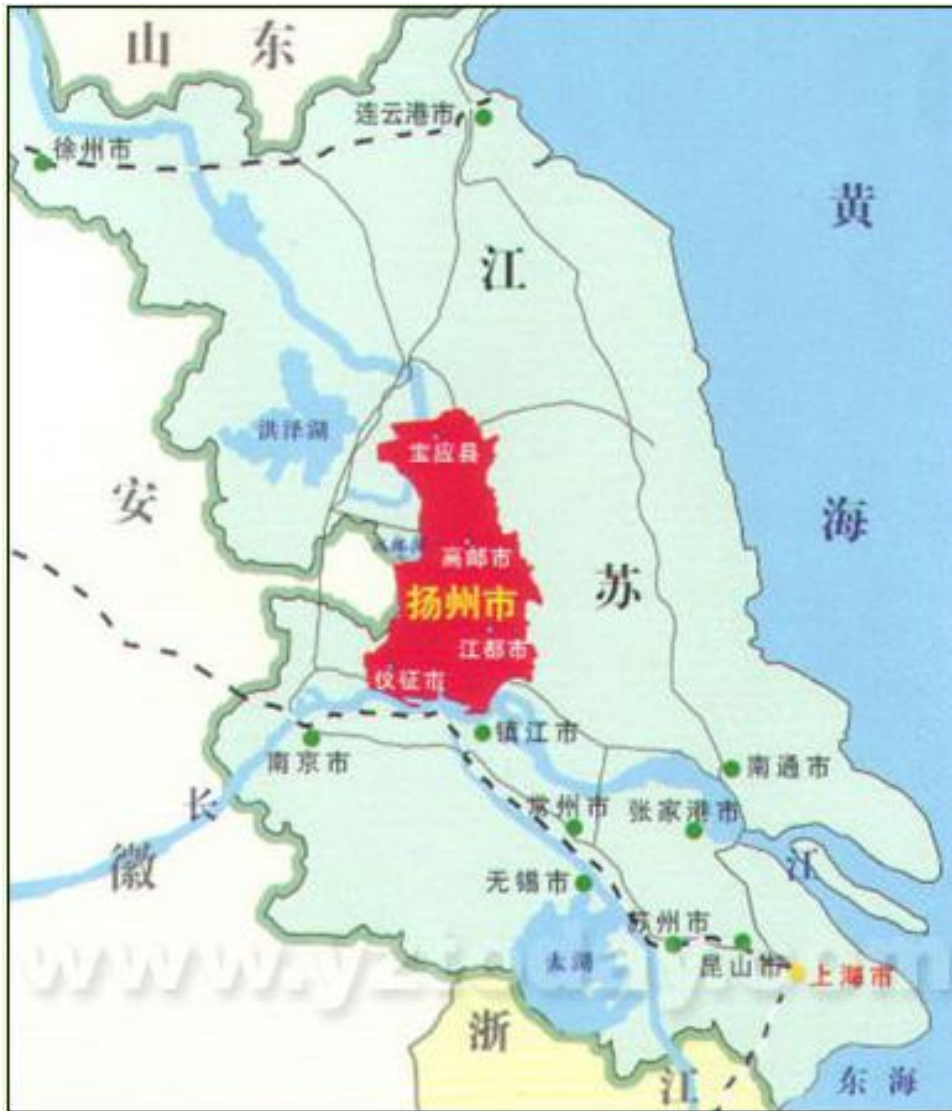 山东
连云港市
徐州市
黄海
江苏
洪泽湖
宝应县
安徽
高邮市
扬州市
江都市
仪征市
镇江市
南京市
南通市
长江
常州市
张家港市
无锡市
苏州市
昆山市
上海市
太湖
www.yztoday.com
浙江
东海